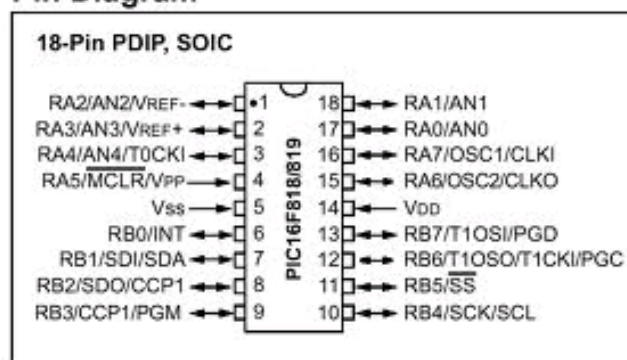 18-Pin PDIP, SOIC
RA2/AN2/VREF- 1 18 RA1/AN1
RA3/AN3/VREF+ 2 17 RA0/AN0
RA4/AN4/T0CKI 3 16 RA7/OSC1/CLKI
RA5/MCLR/VPP 4 15 RA6/OSC2/CLKO
VSS 5 14 VDD
RB0/INT 6 13 RB7/T1OSI/PGD
RB1/SDI/SDA 7 12 RB6/T1OSO/T1CKI/PGC
RB2/SDO/CCP1 8 11 RB5/SS
RB3/CCP1/PGM 9 10 RB4/SCK/SCL
PIC16F818/819